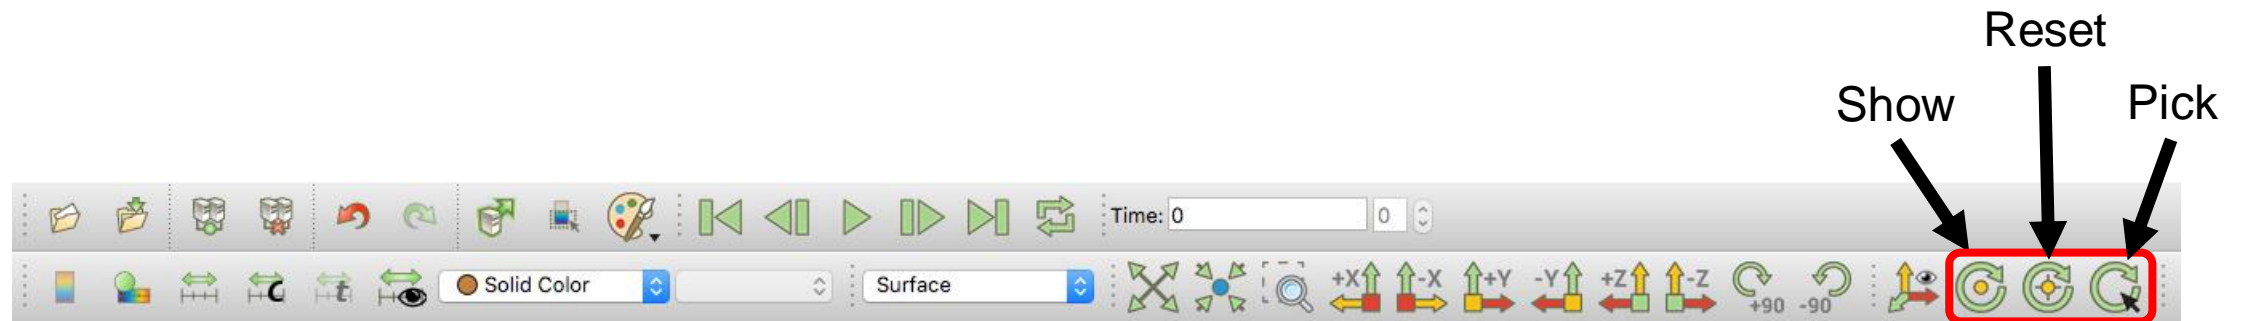 Reset
Show
Pick
Time: 0 0
C t Solid Color Surface +X -X +Y -Y +Z -Z +90 -90